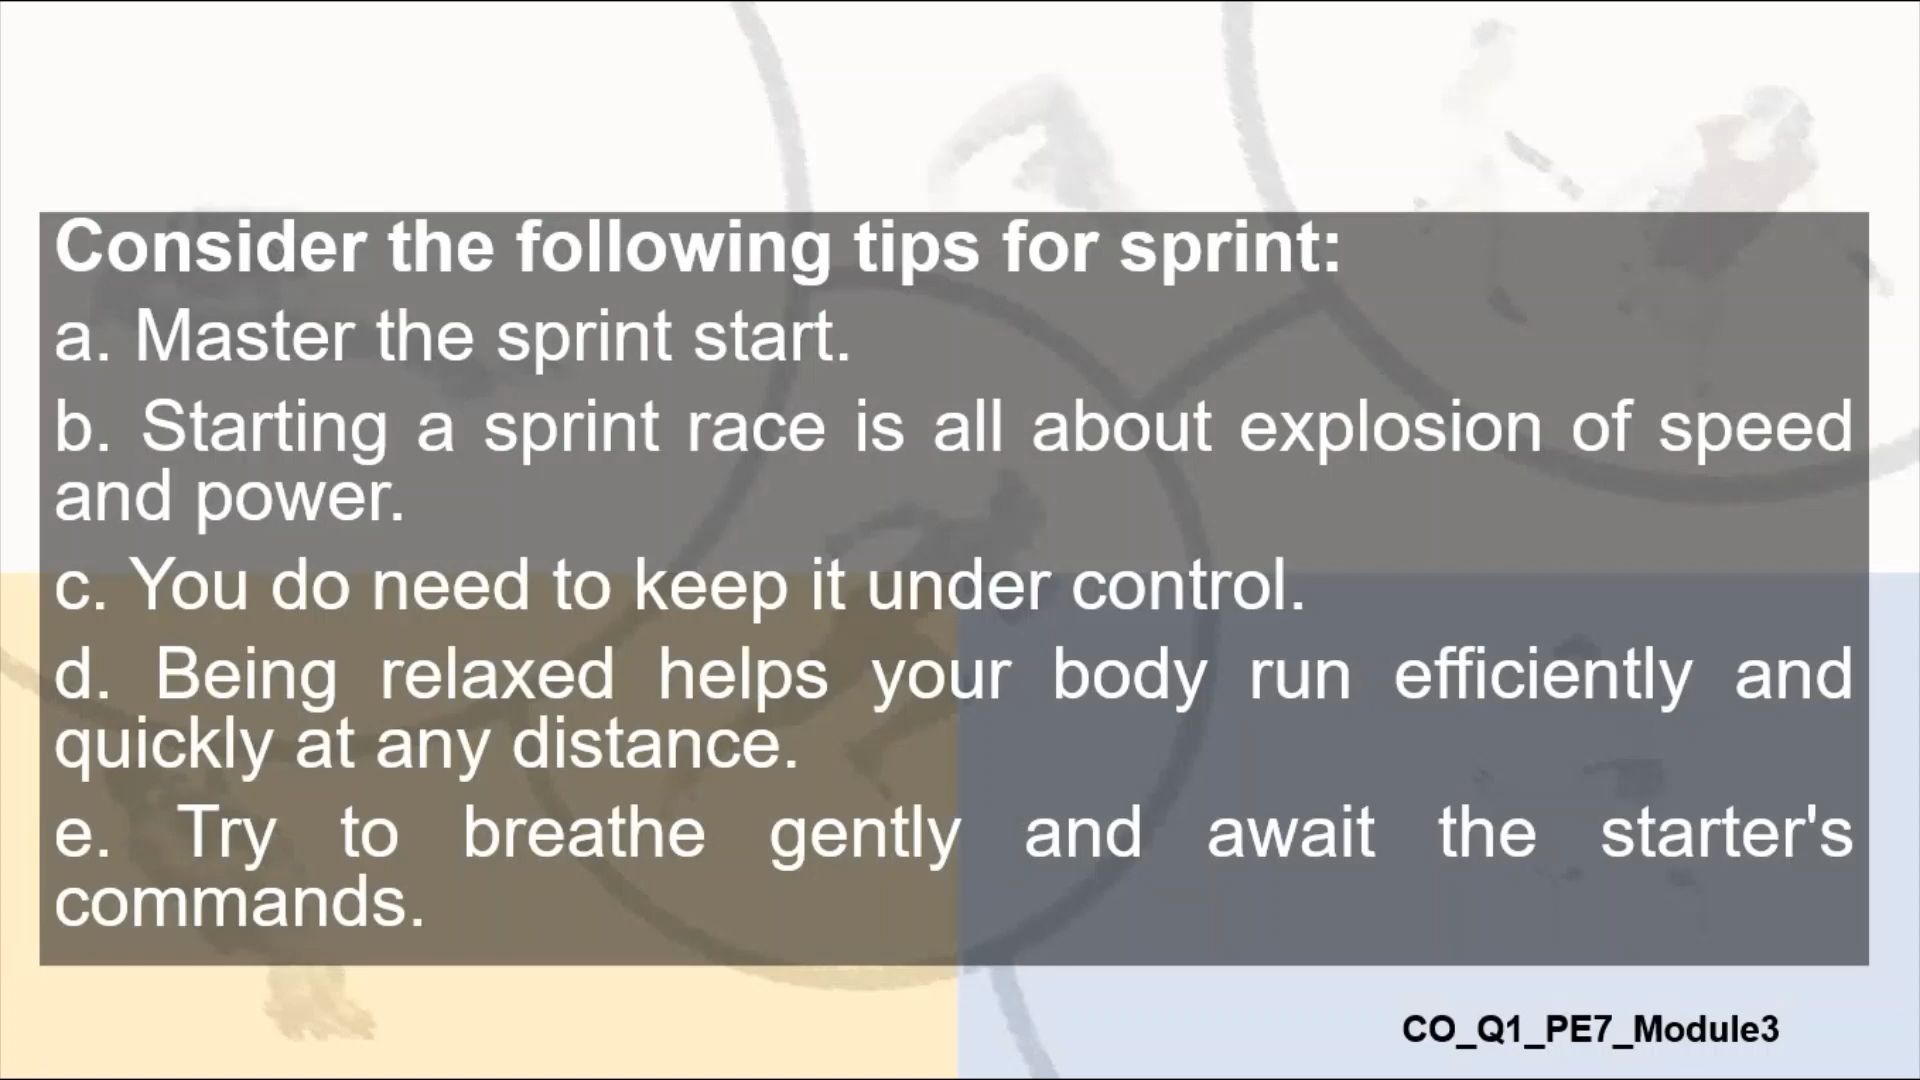 Consider the following tips for sprint:
a. Master the sprint start.
b. Starting a sprint race is all about explosion of speed
and power.
c. You do need to keep it under control.
d. Being relaxed helps your body run efficiently and
quickly at any distance.
e. Try to breathe gently and await the starter's
commands.
CO_Q1_PE7_Module3